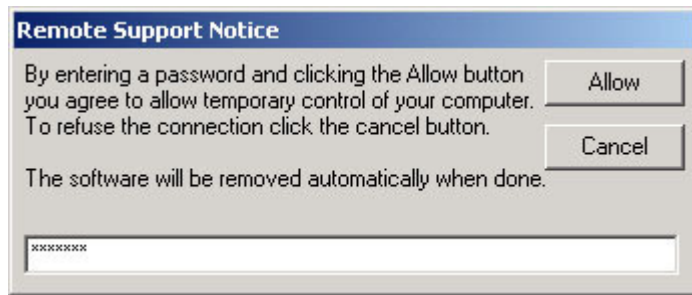 Remote Support Notice
By entering a password and clicking the Allow button
you agree to allow temporary control of your computer.
To refuse the connection click the cancel button.
The software will be removed automatically when done.
Allow
Cancel
*******